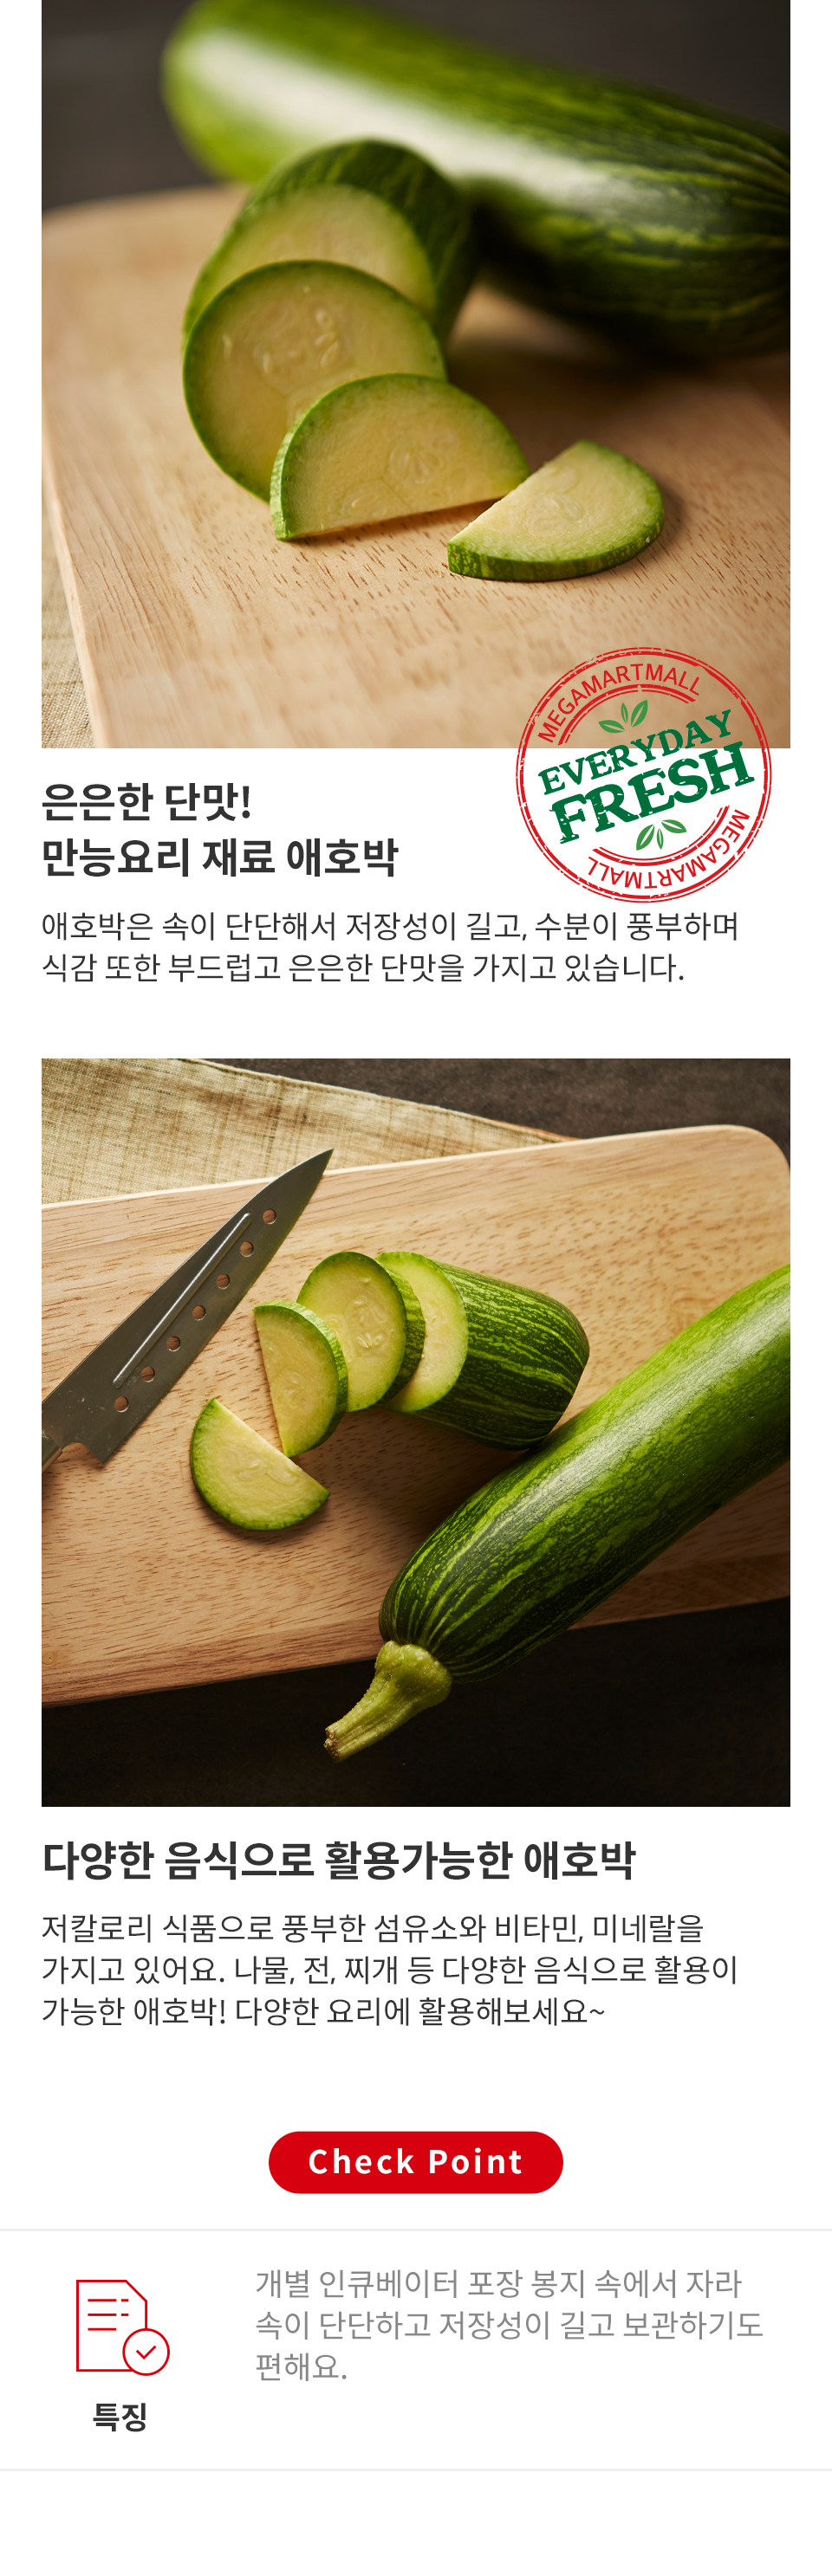 MEGAMARTMALL
EVERYDAY
FRESH
MEGAMARTMALL
은은한 단맛!
만능요리 재료 애호박
애호박은 속이 단단해서 저장성이 길고, 수분이 풍부하며
식감 또한 부드럽고 은은한 단맛을 가지고 있습니다.
다양한 음식으로 활용가능한 애호박
저칼로리 식품으로 풍부한 섬유소와 비타민, 미네랄을
가지고 있어요. 나물, 전, 찌개 등 다양한 음식으로 활용이
가능한 애호박! 다양한 요리에 활용해보세요~
Check Point
개별 인큐베이터 포장 봉지 속에서 자라
속이 단단하고 저장성이 길고 보관하기도
편해요.
특징